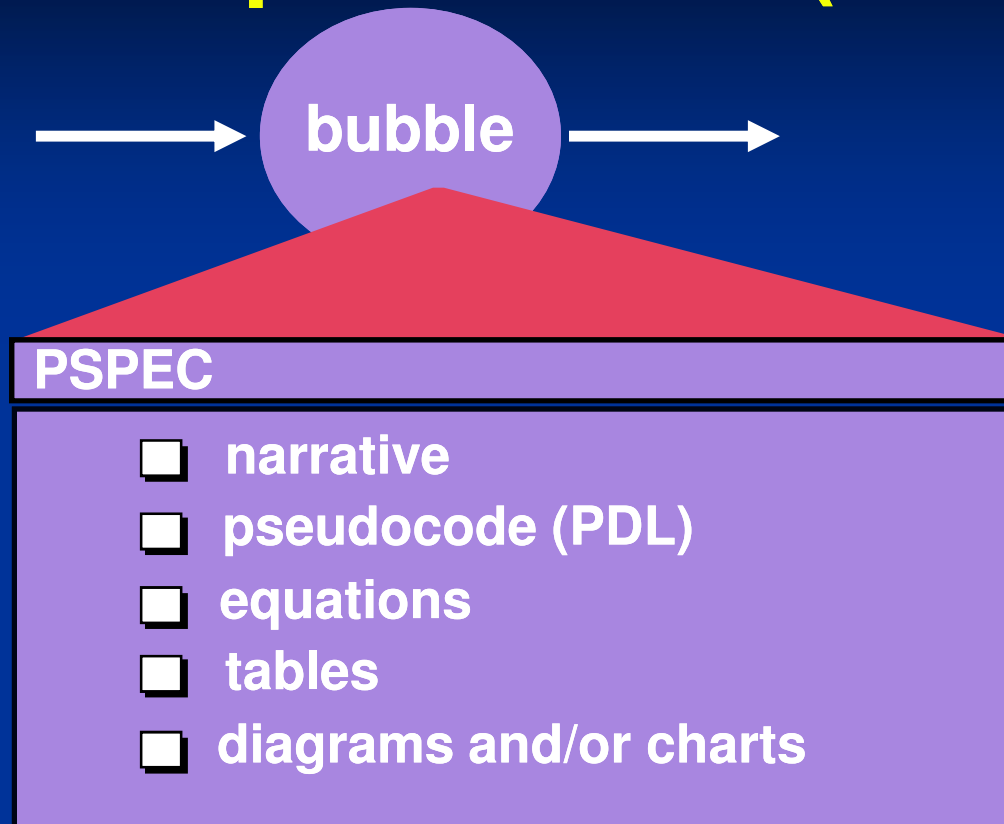 bubble
PSPEC
narrative
pseudocode (PDL)
equations
tables
diagrams and/or charts